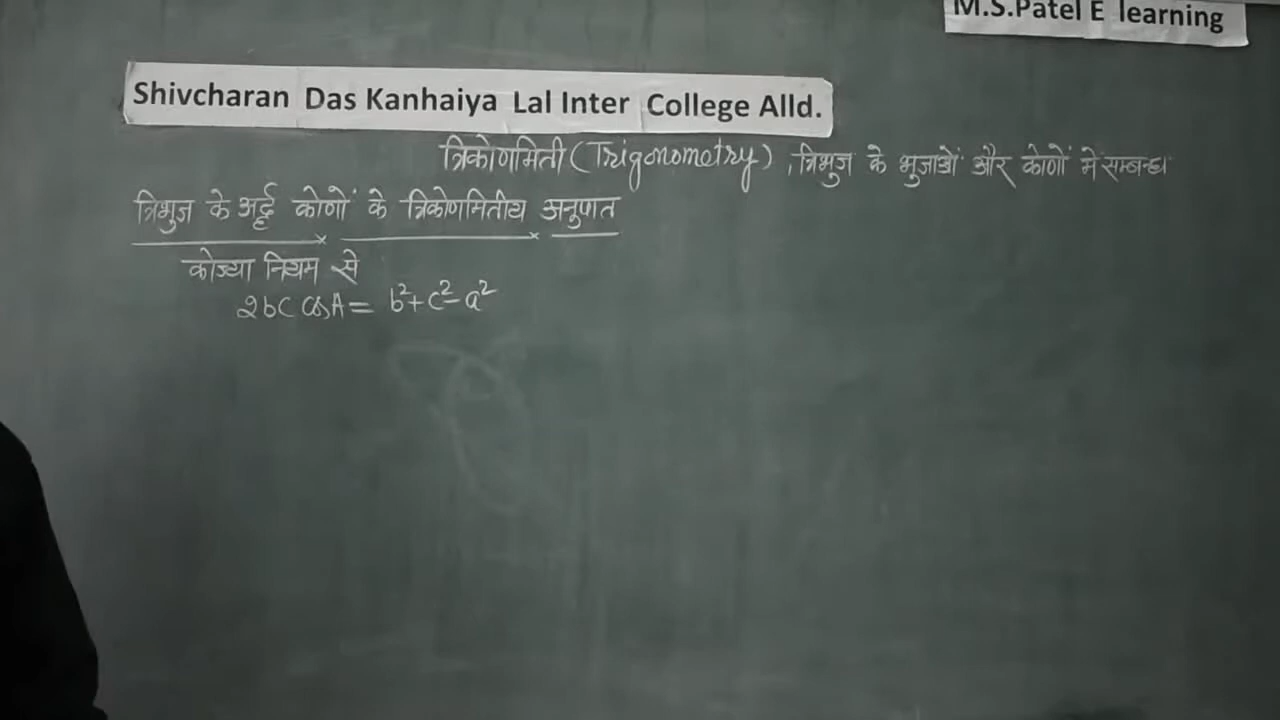 M.S.Patel E learning
Shivcharan Das Kanhaiya Lal Inter College Alld.
त्रिकोणमिती (Trigonometry), त्रिभुज के भुजाओं और कोणों में सम्बन्ध
त्रिभुज के अर्द्ध कोणों के त्रिकोणमितीय अनुपात
कोज्या नियम से
2bc cosA = b²+c²-a²